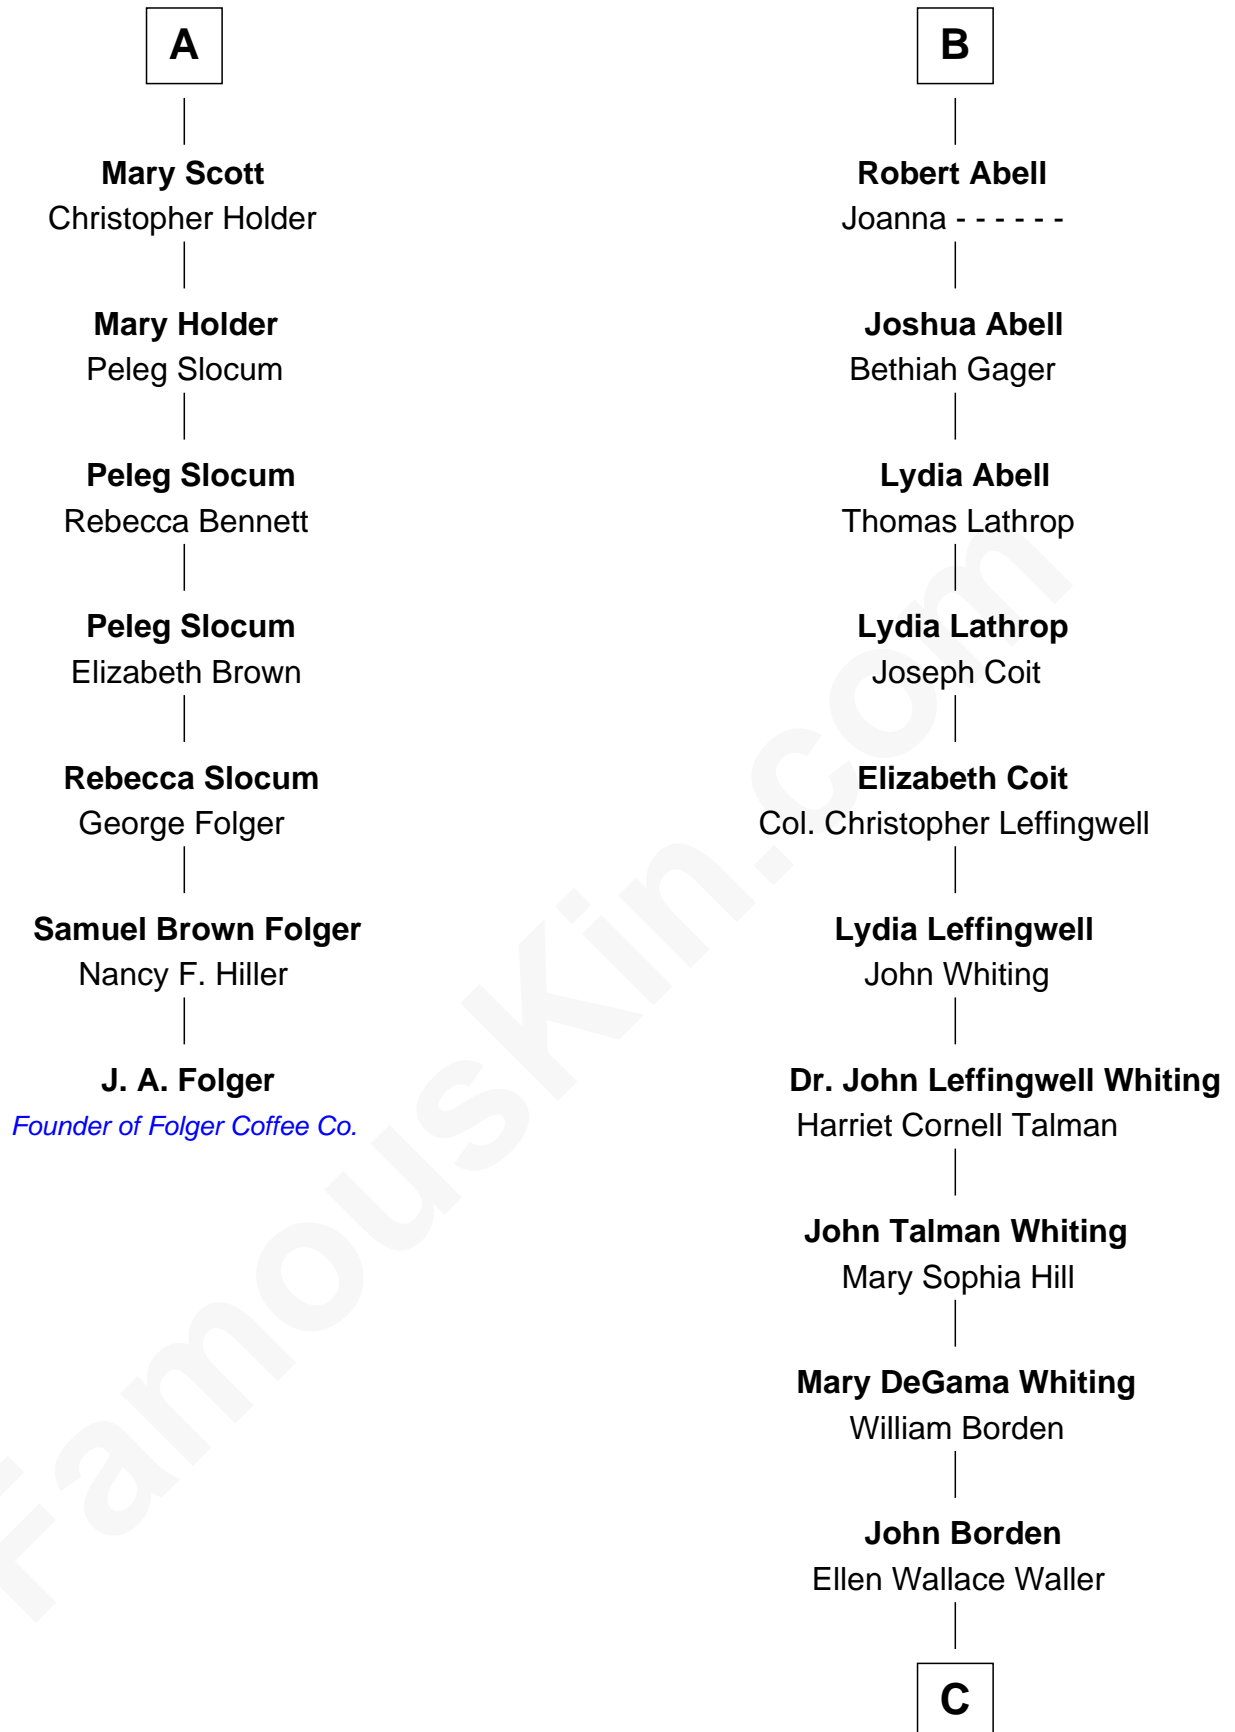 A
Mary Scott
Christopher Holder
Mary Holder
Peleg Slocum
Peleg Slocum
Rebecca Bennett
Peleg Slocum
Elizabeth Brown
Rebecca Slocum
George Folger
Samuel Brown Folger
Nancy F. Hiller
J. A. Folger
Founder of Folger Coffee Co.
B
Robert Abell
Joanna - - - - - -
Joshua Abell
Bethiah Gager
Lydia Abell
Thomas Lathrop
Lydia Lathrop
Joseph Coit
Elizabeth Coit
Col. Christopher Leffingwell
Lydia Leffingwell
John Whiting
Dr. John Leffingwell Whiting
Harriet Cornell Talman
John Talman Whiting
Mary Sophia Hill
Mary DeGama Whiting
William Borden
John Borden
Ellen Wallace Waller
C
FamousKin.com